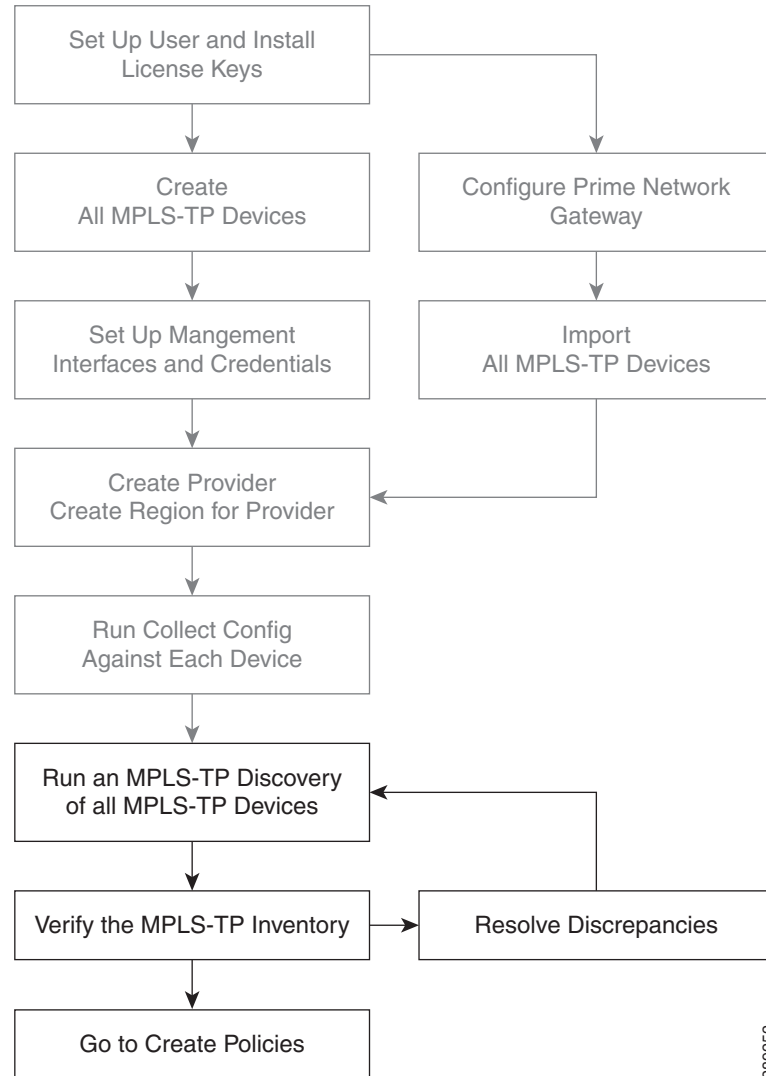 Set Up User and Install
License Keys
Create
All MPLS-TP Devices
Configure Prime Network
Gateway
Set Up Mangement
Interfaces and Credentials
Import
All MPLS-TP Devices
Create Provider
Create Region for Provider
Run Collect Config
Against Each Device
Run an MPLS-TP Discovery
of all MPLS-TP Devices
Verify the MPLS-TP Inventory
Resolve Discrepancies
Go to Create Policies